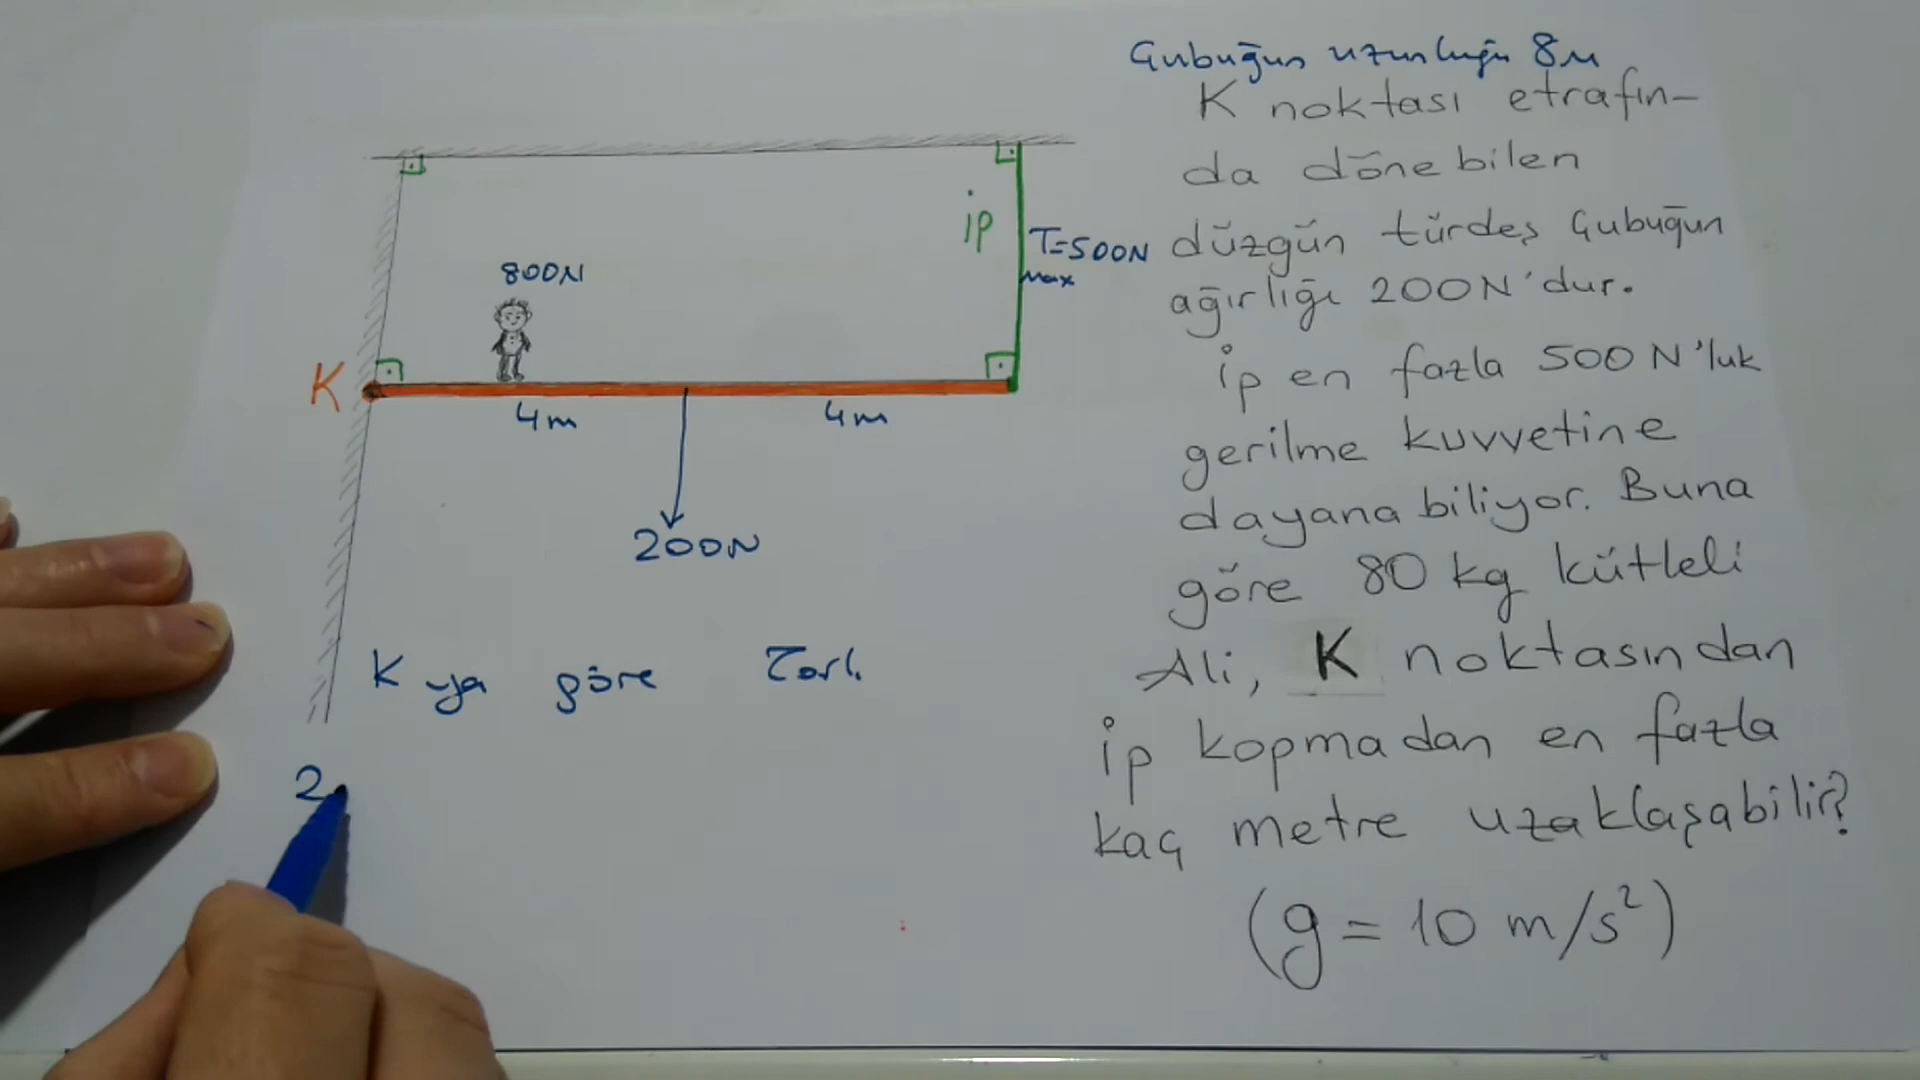 Çubuğun uzunluğu 8m
K noktası etrafın-
da dönebilen
düzgün türdeş Çubuğun
ağırlığı 200N'dur.
ip en fazla 500N'luk
gerilme kuvvetine
dayanabiliyor. Buna
göre 80 kg kütleli
Ali, K noktasından
ip kopmadan en fazla
kaç metre uzaklaşabilir?
(g = 10 m/s²)
ip
T=500N
max
800N
K
4m 4m
200N
K ya göre Tork
2